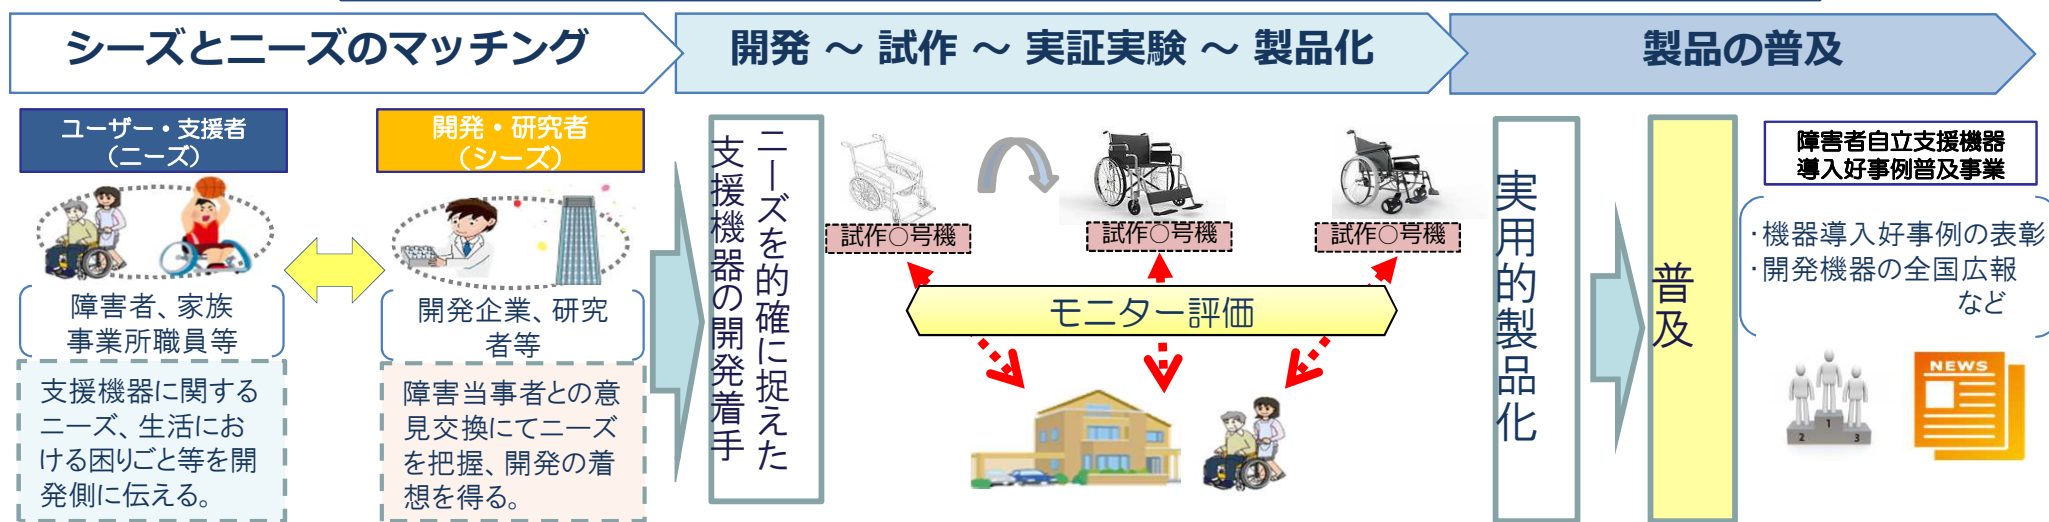 シーズとニーズのマッチング
開発 ～ 試作 ～ 実証実験 ～ 製品化
製品の普及
ユーザー・支援者
（ニーズ）
障害者、家族
事業所職員等
支援機器に関する
ニーズ、生活にお
ける困りごと等を開
発側に伝える。
開発・研究者
（シーズ）
開発企業、研究
者等
障害当事者との意
見交換にてニーズ
を把握、開発の着
想を得る。
ニーズを的確に捉えた
支援機器の開発着手
試作○号機
試作○号機
試作○号機
モニター評価
実用的製品化
普及
障害者自立支援機器
導入好事例普及事業
・機器導入好事例の表彰
・開発機器の全国広報
など
1
2
3
NEWS